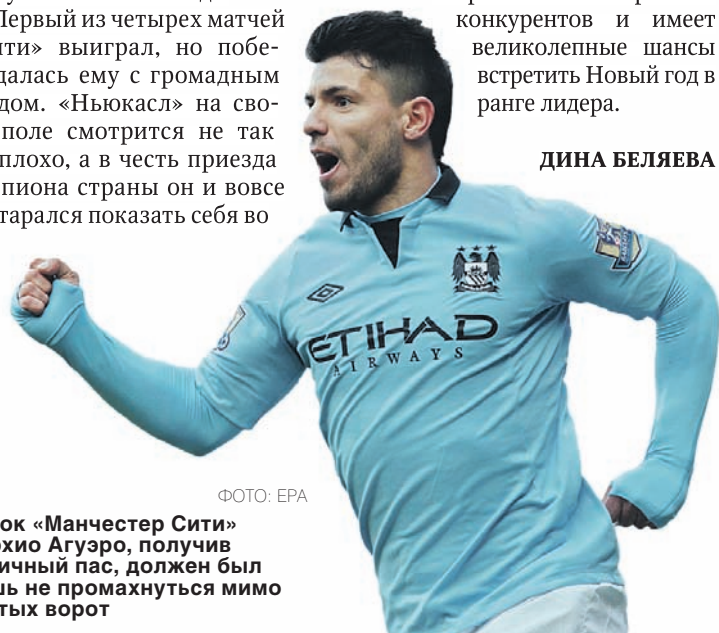 Первый из четырех матчей
ити» выиграл, но побе-
далась ему с громадным
дом. «Ньюкасл» на сво-
поле смотрится не так
плохо, а в честь приезда
пиона страны он и вовсе
тарался показать себя во
конкурентов и имеет
великолепные шансы
встретить Новый год в
ранге лидера.
ДИНА БЕЛЯЕВА
ETIHAD
AIRWAYS
ФОТО: EPA
ок «Манчестер Сити»
рхио Агуэро, получив
ичный пас, должен был
шь не промахнуться мимо
тых ворот